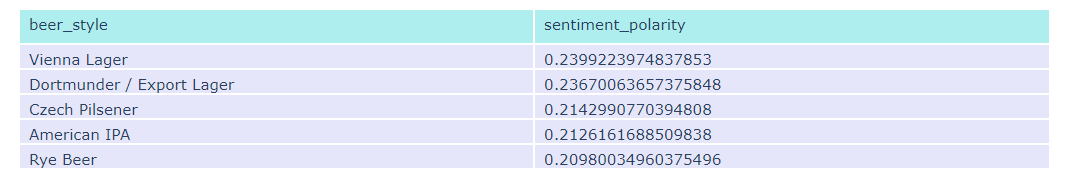 beer_style sentiment_polarity
Vienna Lager 0.2399223974837853
Dortmunder / Export Lager 0.23670063657375848
Czech Pilsener 0.2142990770394808
American IPA 0.2126161688509838
Rye Beer 0.20980034960375496